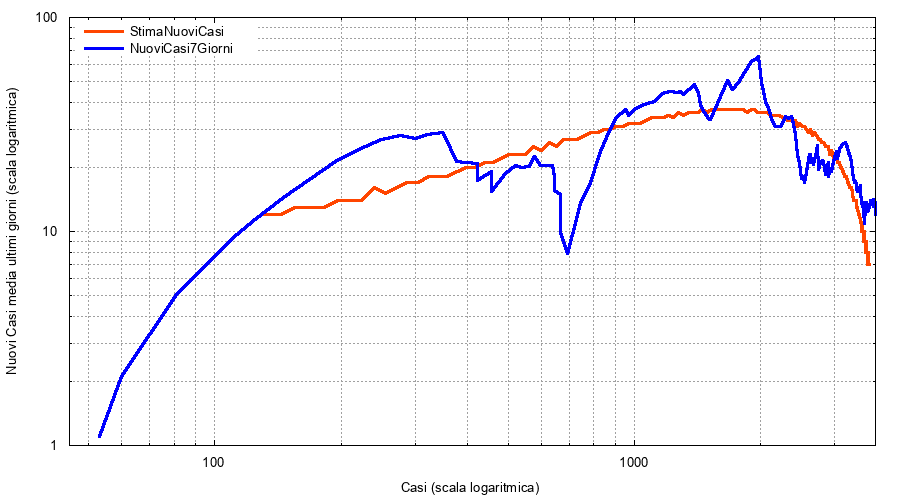 100
StimaNuoviCasi
NuoviCasi7Giorni
Nuovi Casi media ultimi giorni (scala logaritmica)
10
1
100
1000
Casi (scala logaritmica)